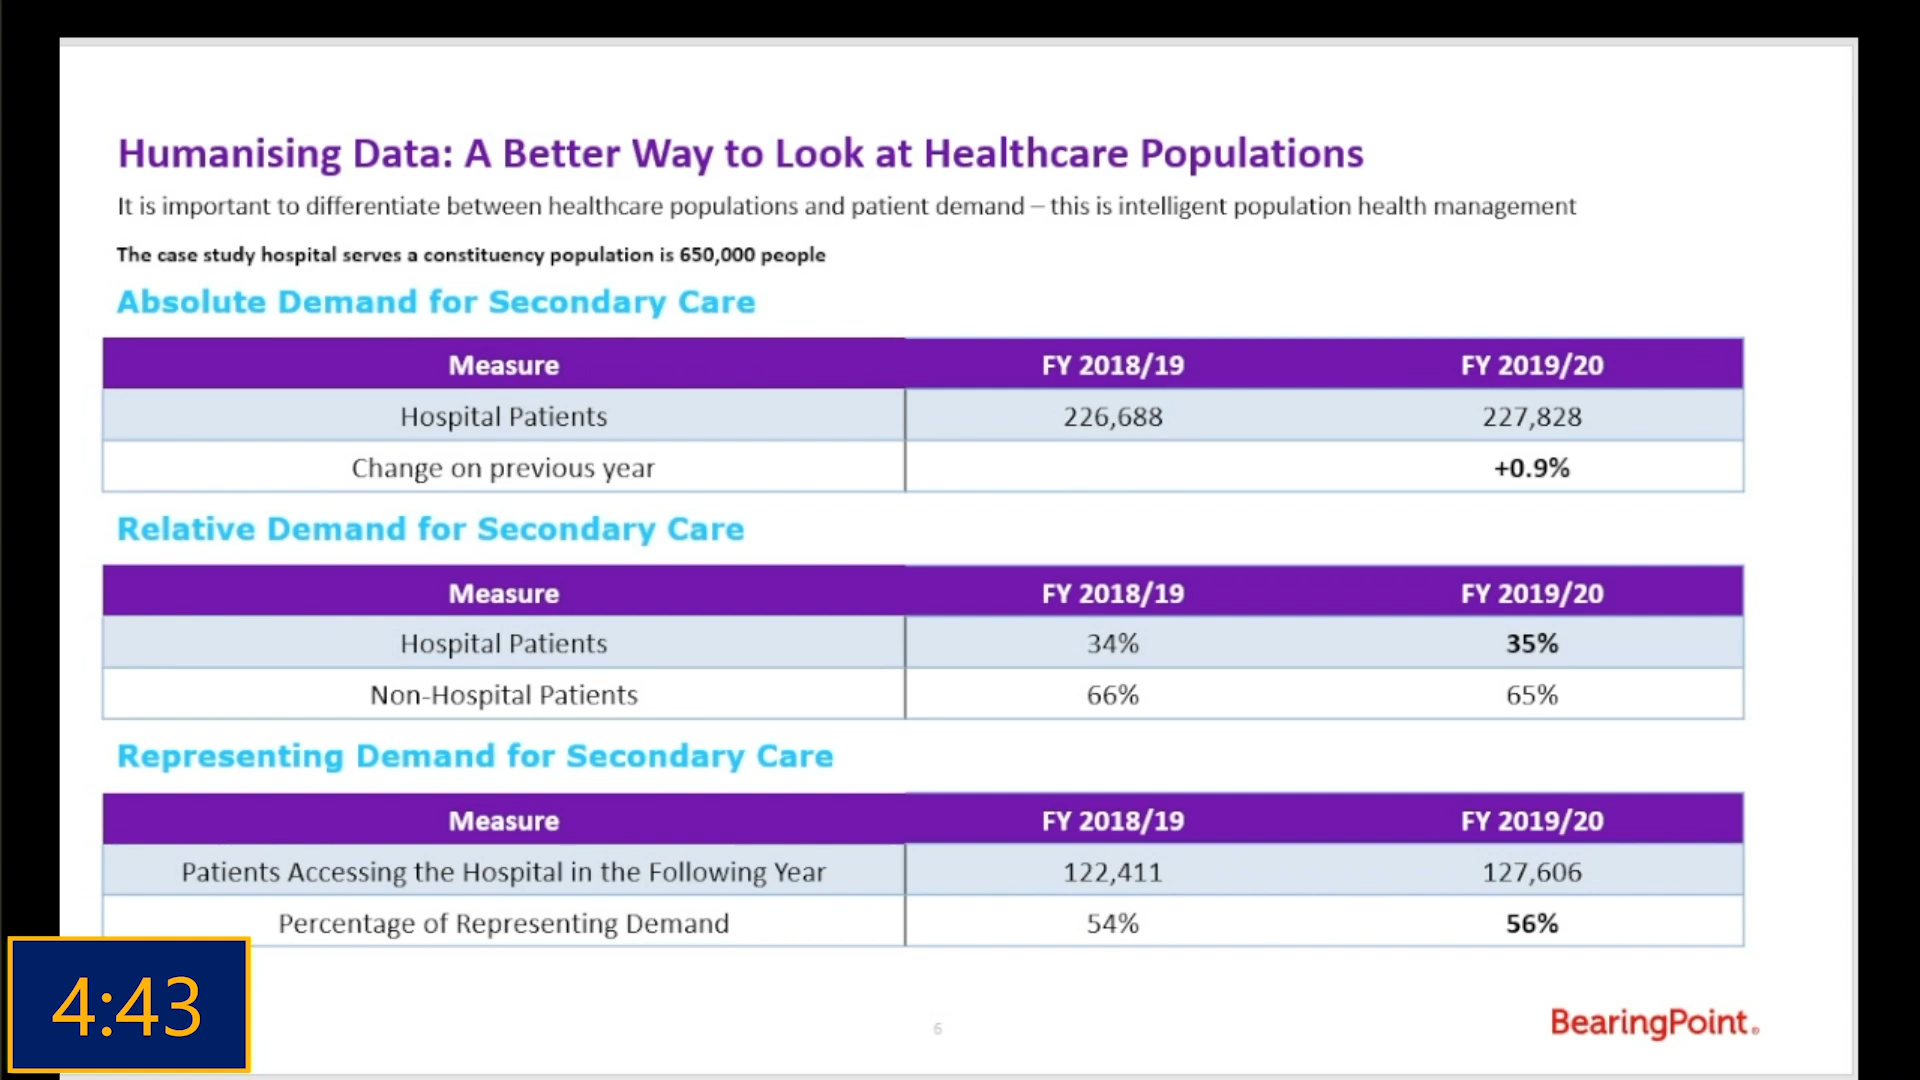 Humanising Data: A Better Way to Look at Healthcare Populations
It is important to differentiate between healthcare populations and patient demand – this is intelligent population health management
The case study hospital serves a constituency population is 650,000 people
Absolute Demand for Secondary Care
Measure FY 2018/19 FY 2019/20
Hospital Patients 226,688 227,828
Change on previous year +0.9%
Relative Demand for Secondary Care
Measure FY 2018/19 FY 2019/20
Hospital Patients 34% 35%
Non-Hospital Patients 66% 65%
Representing Demand for Secondary Care
Measure FY 2018/19 FY 2019/20
Patients Accessing the Hospital in the Following Year 122,411 127,606
Percentage of Representing Demand 54% 56%
4:43
6
BearingPoint®